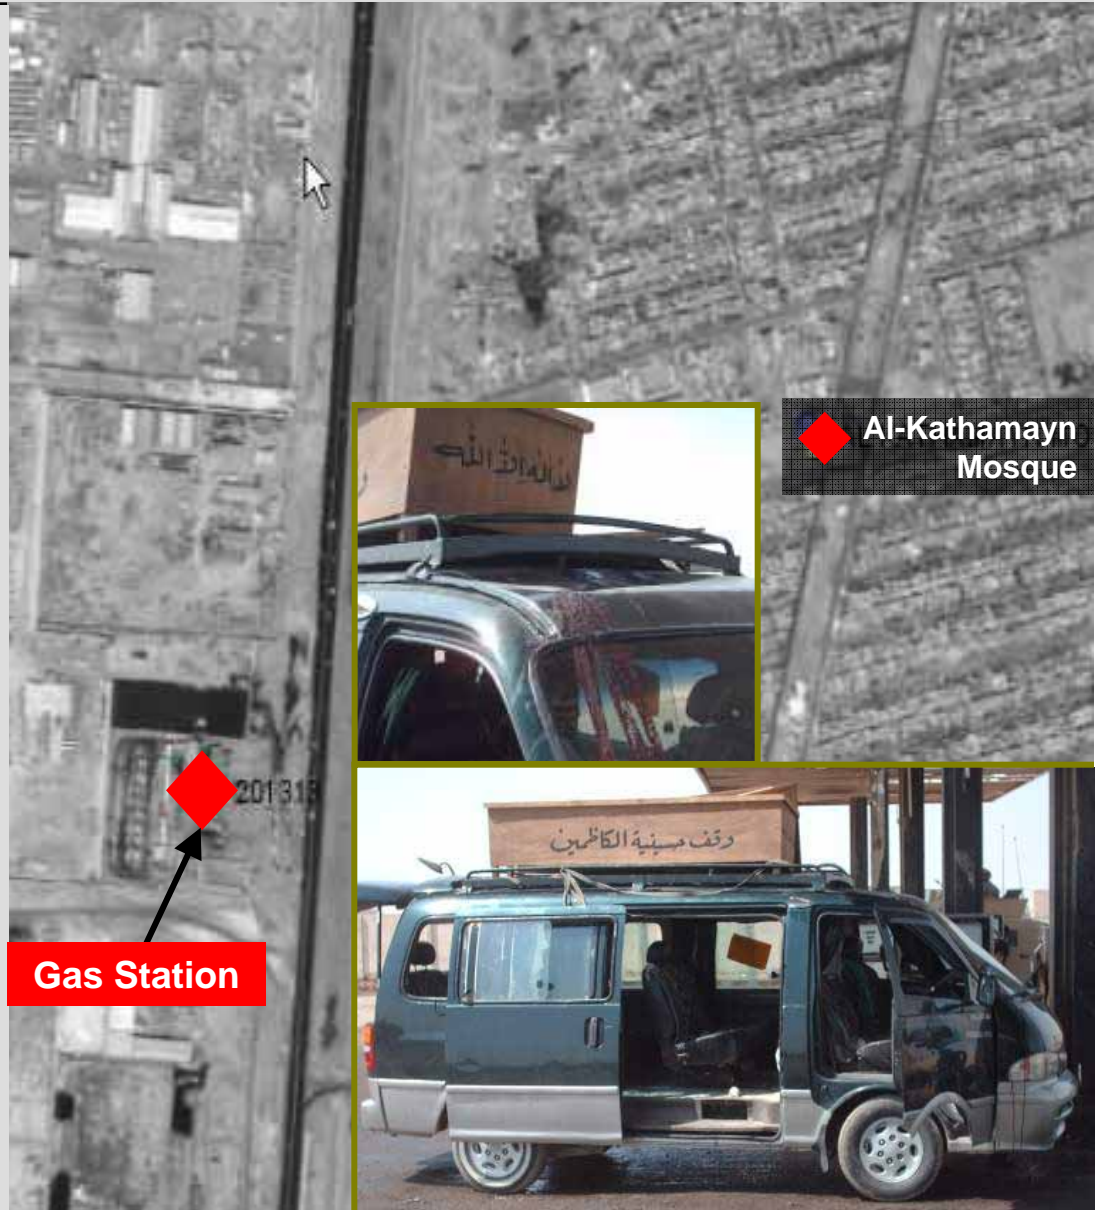 Al-Kathamayn
Mosque
لا اله الا الله
وقف حسينية الكاظمين
Gas Station